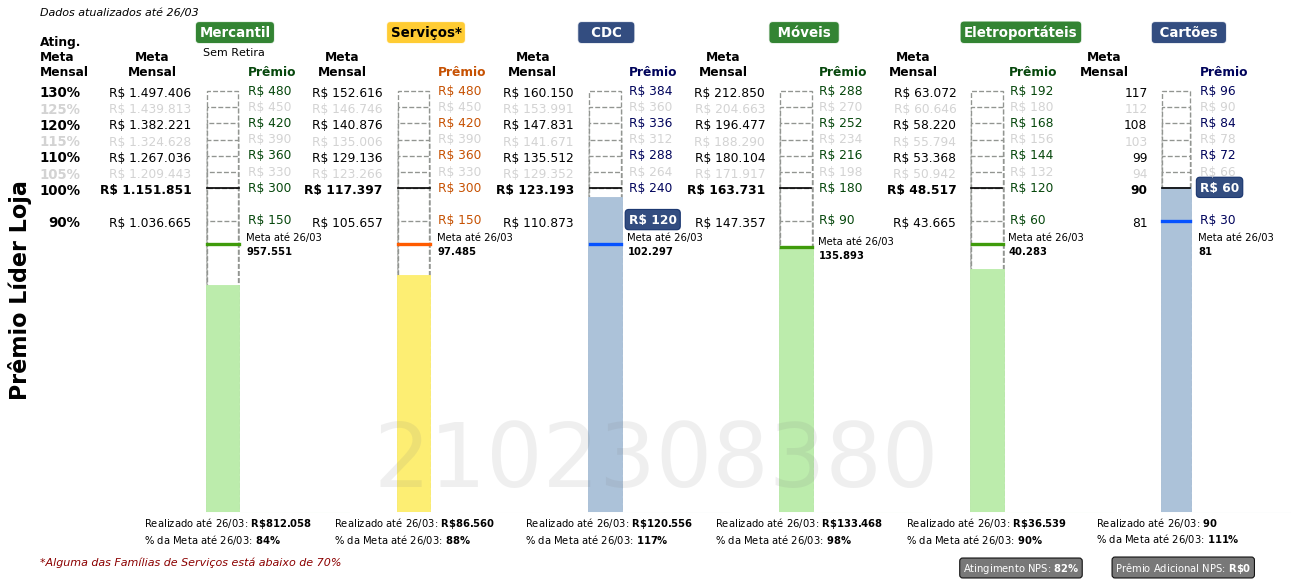 Dados atualizados até 26/03
Mercantil Serviços* CDC Móveis Eletroportáteis Cartões
Sem Retira
Ating. Meta Mensal
Meta Mensal Prêmio Meta Mensal Prêmio Meta Mensal Prêmio Meta Mensal Prêmio Meta Mensal Prêmio Meta Mensal Prêmio
130% R$ 1.497.406 R$ 480 R$ 152.616 R$ 480 R$ 160.150 R$ 384 R$ 212.850 R$ 288 R$ 63.072 R$ 192 117 R$ 96
125% R$ 1.439.813 R$ 450 R$ 146.746 R$ 450 R$ 153.991 R$ 360 R$ 204.663 R$ 270 R$ 60.646 R$ 180 112 R$ 90
120% R$ 1.382.221 R$ 420 R$ 140.876 R$ 420 R$ 147.831 R$ 336 R$ 196.477 R$ 252 R$ 58.220 R$ 168 108 R$ 84
115% R$ 1.324.628 R$ 390 R$ 135.006 R$ 390 R$ 141.671 R$ 312 R$ 188.290 R$ 234 R$ 55.794 R$ 156 103 R$ 78
110% R$ 1.267.036 R$ 360 R$ 129.136 R$ 360 R$ 135.512 R$ 288 R$ 180.104 R$ 216 R$ 53.368 R$ 144 99 R$ 72
105% R$ 1.209.443 R$ 330 R$ 123.266 R$ 330 R$ 129.352 R$ 264 R$ 171.917 R$ 198 R$ 50.942 R$ 132 94 R$ 66
100% R$ 1.151.851 R$ 300 R$ 117.397 R$ 300 R$ 123.193 R$ 240 R$ 163.731 R$ 180 R$ 48.517 R$ 120 90 R$ 60
90% R$ 1.036.665 R$ 150 R$ 105.657 R$ 150 R$ 110.873 R$ 120 R$ 147.357 R$ 90 R$ 43.665 R$ 60 81 R$ 30
Meta até 26/03 Meta até 26/03 Meta até 26/03 Meta até 26/03 Meta até 26/03 Meta até 26/03
957.551 97.485 102.297 135.893 40.283 81
Prêmio Líder Loja
2102308380
Realizado até 26/03: R$812.058 Realizado até 26/03: R$86.560 Realizado até 26/03: R$120.556 Realizado até 26/03: R$133.468 Realizado até 26/03: R$36.539 Realizado até 26/03: 90
% da Meta até 26/03: 84% % da Meta até 26/03: 88% % da Meta até 26/03: 117% % da Meta até 26/03: 98% % da Meta até 26/03: 90% % da Meta até 26/03: 111%
*Alguma das Famílias de Serviços está abaixo de 70% Atingimento NPS: 82% Prêmio Adicional NPS: R$0